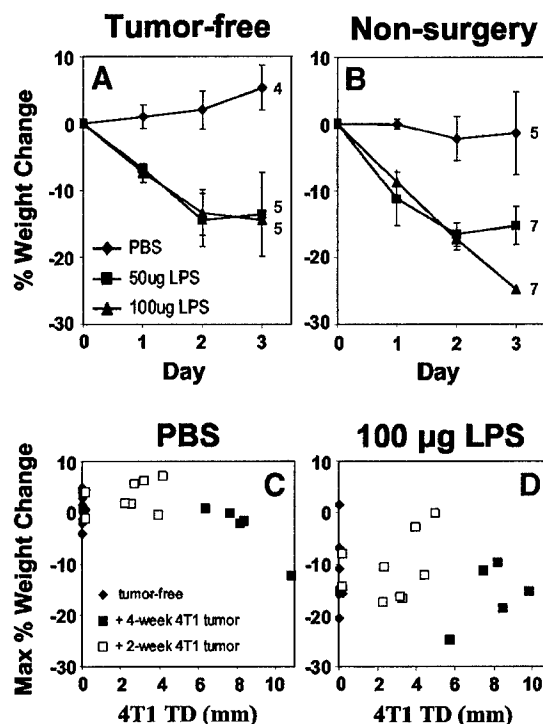 Tumor-free
Non-surgery
% Weight Change
10
0
-10
-20
-30
A
4
5
5
PBS
50ug LPS
100ug LPS
0 1 2 3
Day
10
0
-10
-20
-30
B
5
7
7
0 1 2 3
Day
PBS
100 µg LPS
Max % Weight Change
10
0
-10
-20
-30
C
tumor-free
+ 4-week 4T1 tumor
+ 2-week 4T1 tumor
0 2 4 6 8 10
4T1 TD (mm)
10
0
-10
-20
-30
D
0 2 4 6 8 10
4T1 TD (mm)